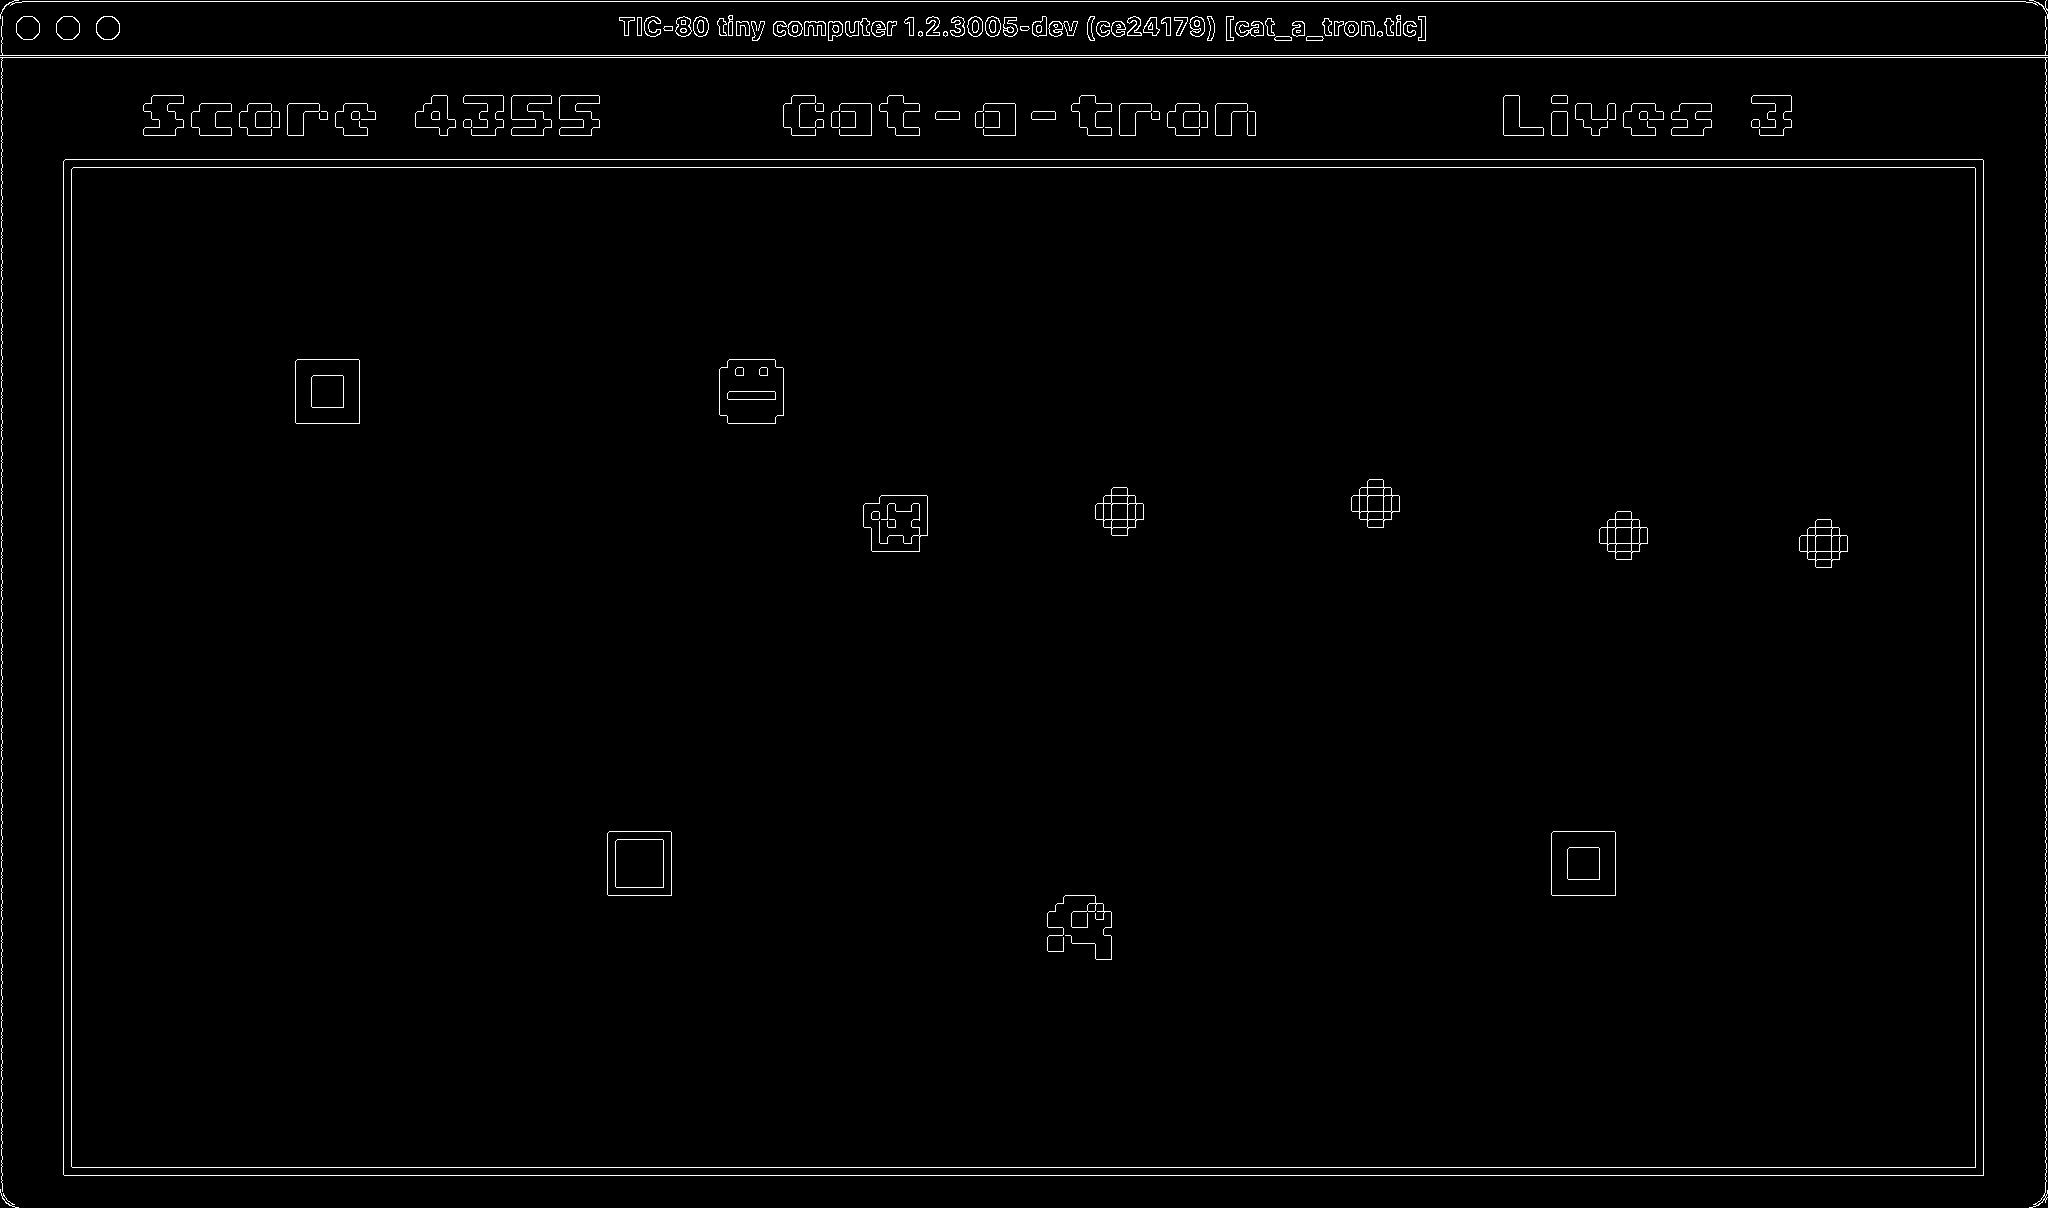 TIC-80 tiny computer 1.2.3005-dev (ce24179) [cat_a_tron.tic]
Score 4355 Cat-a-tron Lives 3